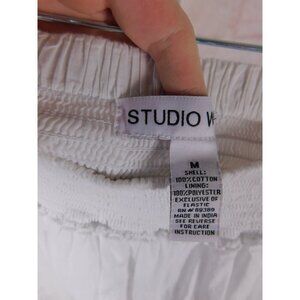 STUDIO W
M
SHELL:
100%COTTON
LINING:
100%POLYESTER
EXCLUSIVE OF
ELASTIC
MADE IN INDIA
SEE REVERSE
FOR CARE
INSTRUCTION